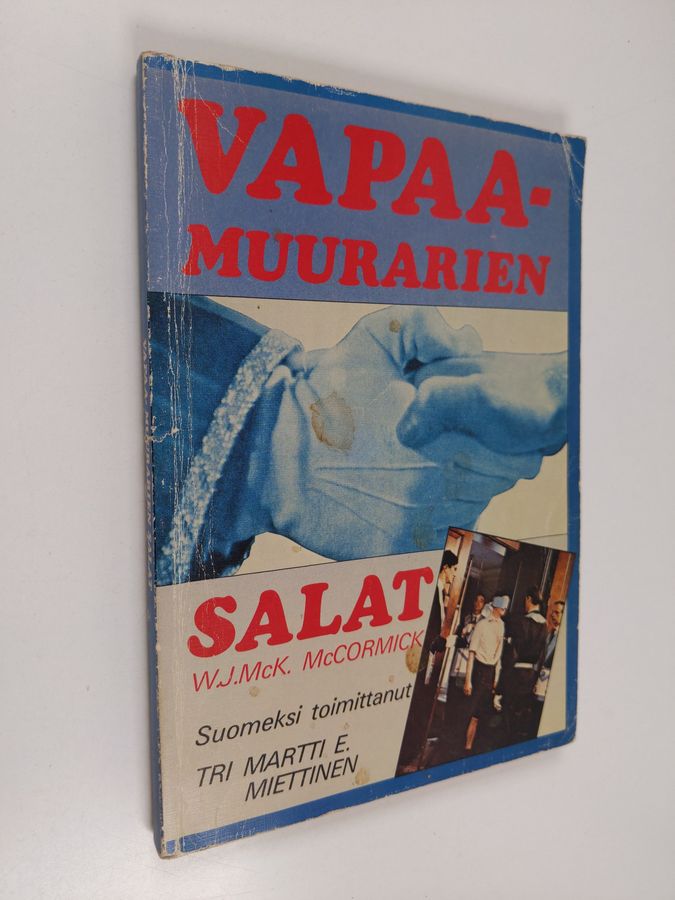 VAPAA-
MUURARIEN
SALAT
W.J.McK. McCORMICK
Suomeksi toimittanut
TRI MARTTI E.
MIETTINEN